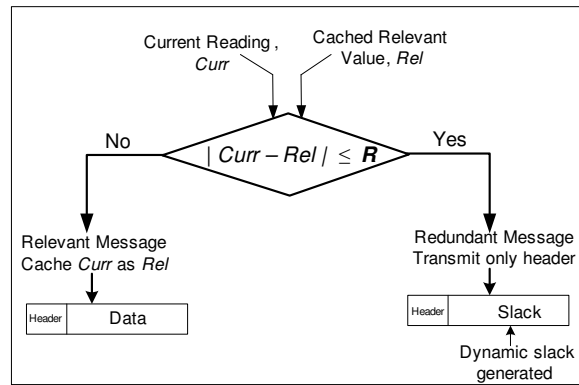 Current Reading ,
Curr
Cached Relevant
Value, Rel
No
| Curr – Rel | ≤ R
Yes
Relevant Message
Cache Curr as Rel
Redundant Message
Transmit only header
Header
Data
Header
Slack
Dynamic slack
generated